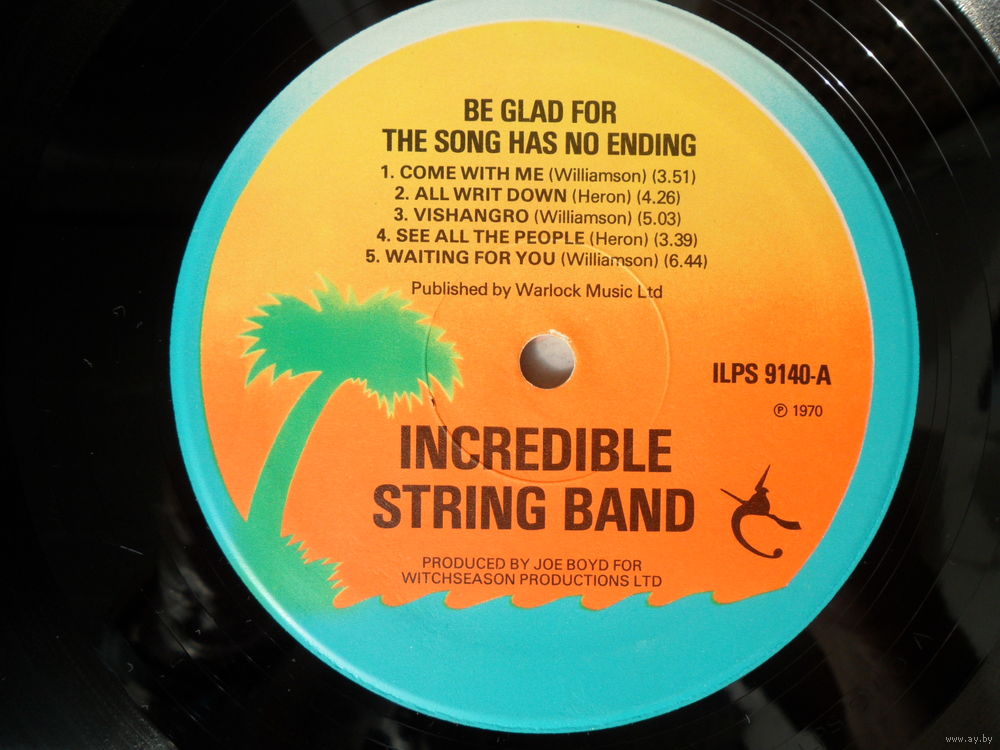 BE GLAD FOR
THE SONG HAS NO ENDING
1. COME WITH ME (Williamson) (3.51)
2. ALL WRIT DOWN (Heron) (4.26)
3. VISHANGRO (Williamson) (5.03)
4. SEE ALL THE PEOPLE (Heron) (3.39)
5. WAITING FOR YOU (Williamson) (6.44)
Published by Warlock Music Ltd
ILPS 9140-A
℗ 1970
INCREDIBLE
STRING BAND
PRODUCED BY JOE BOYD FOR
WITCHSEASON PRODUCTIONS LTD
www.ay.by